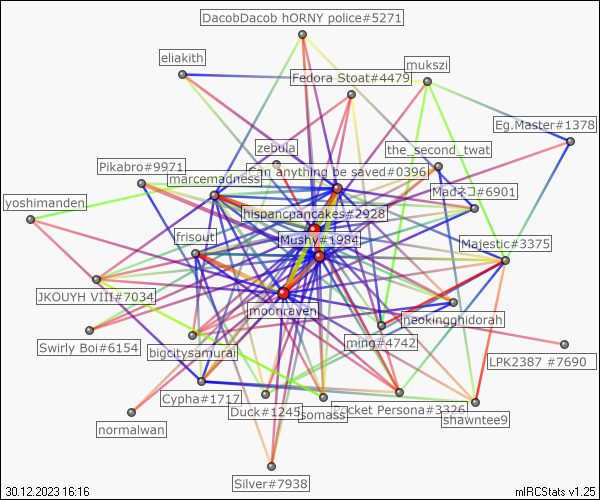 DacobDacob hORNY police#5271
eliakith
mukszi
Fedora Stoat#4479
Eg.Master#1378
zebula
the_second_twat
Pikabro#9971
Can anything be saved#0396
marcemadness
Madネコ#6901
yoshimanden
hispancpancakes#2928
frisout
Mushy#1984
Majestic#3375
JKOUYH VIII#7034
moonraven
neokingghidorah
Swirly Boi#6154
bigcitysamurai
ming#4742
LPK2387 #7690
Cypha#1717
Duck#1245
somass
Pocket Persona#3326
shawntee9
normalwan
Silver#7938
30.12.2023 16:16
mIRCStats v1.25